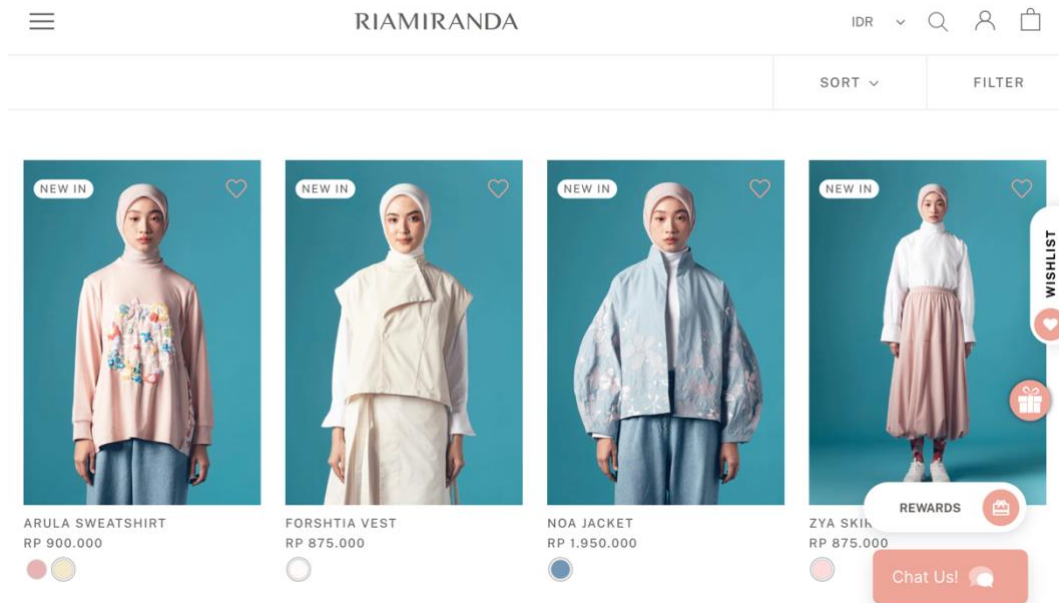 RIAMIRANDA
IDR
SORT
FILTER
NEW IN
NEW IN
NEW IN
NEW IN
WISHLIST
ARULA SWEATSHIRT
RP 900.000
FORSHTIA VEST
RP 875.000
NOA JACKET
RP 1.950.000
ZYA
RP 875.000
REWARDS
Chat Us!